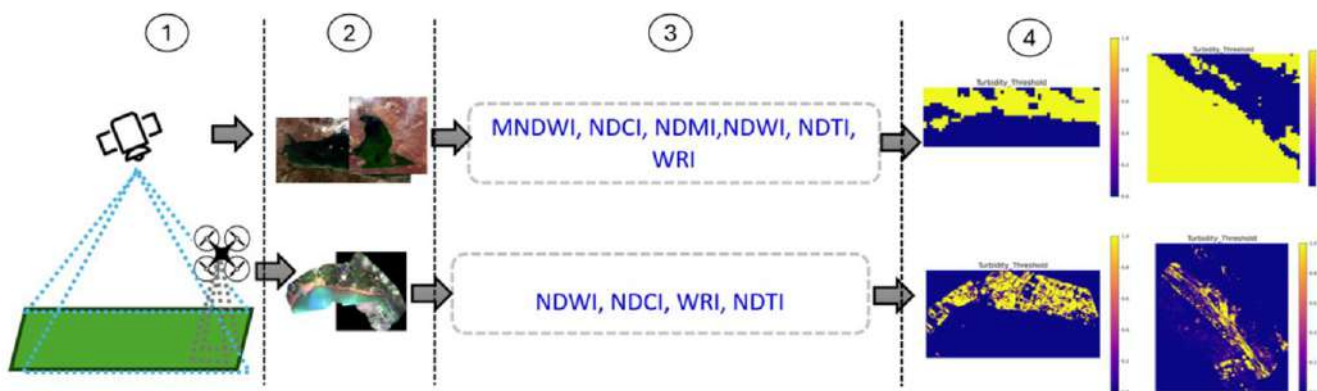 1
2
3
4
MNDWI, NDCI, NDMI,NDWI, NDTI,
WRI
NDWI, NDCI, WRI, NDTI
Turbidity_Threshold
Turbidity_Threshold
Turbidity_Threshold
Turbidity_Threshold